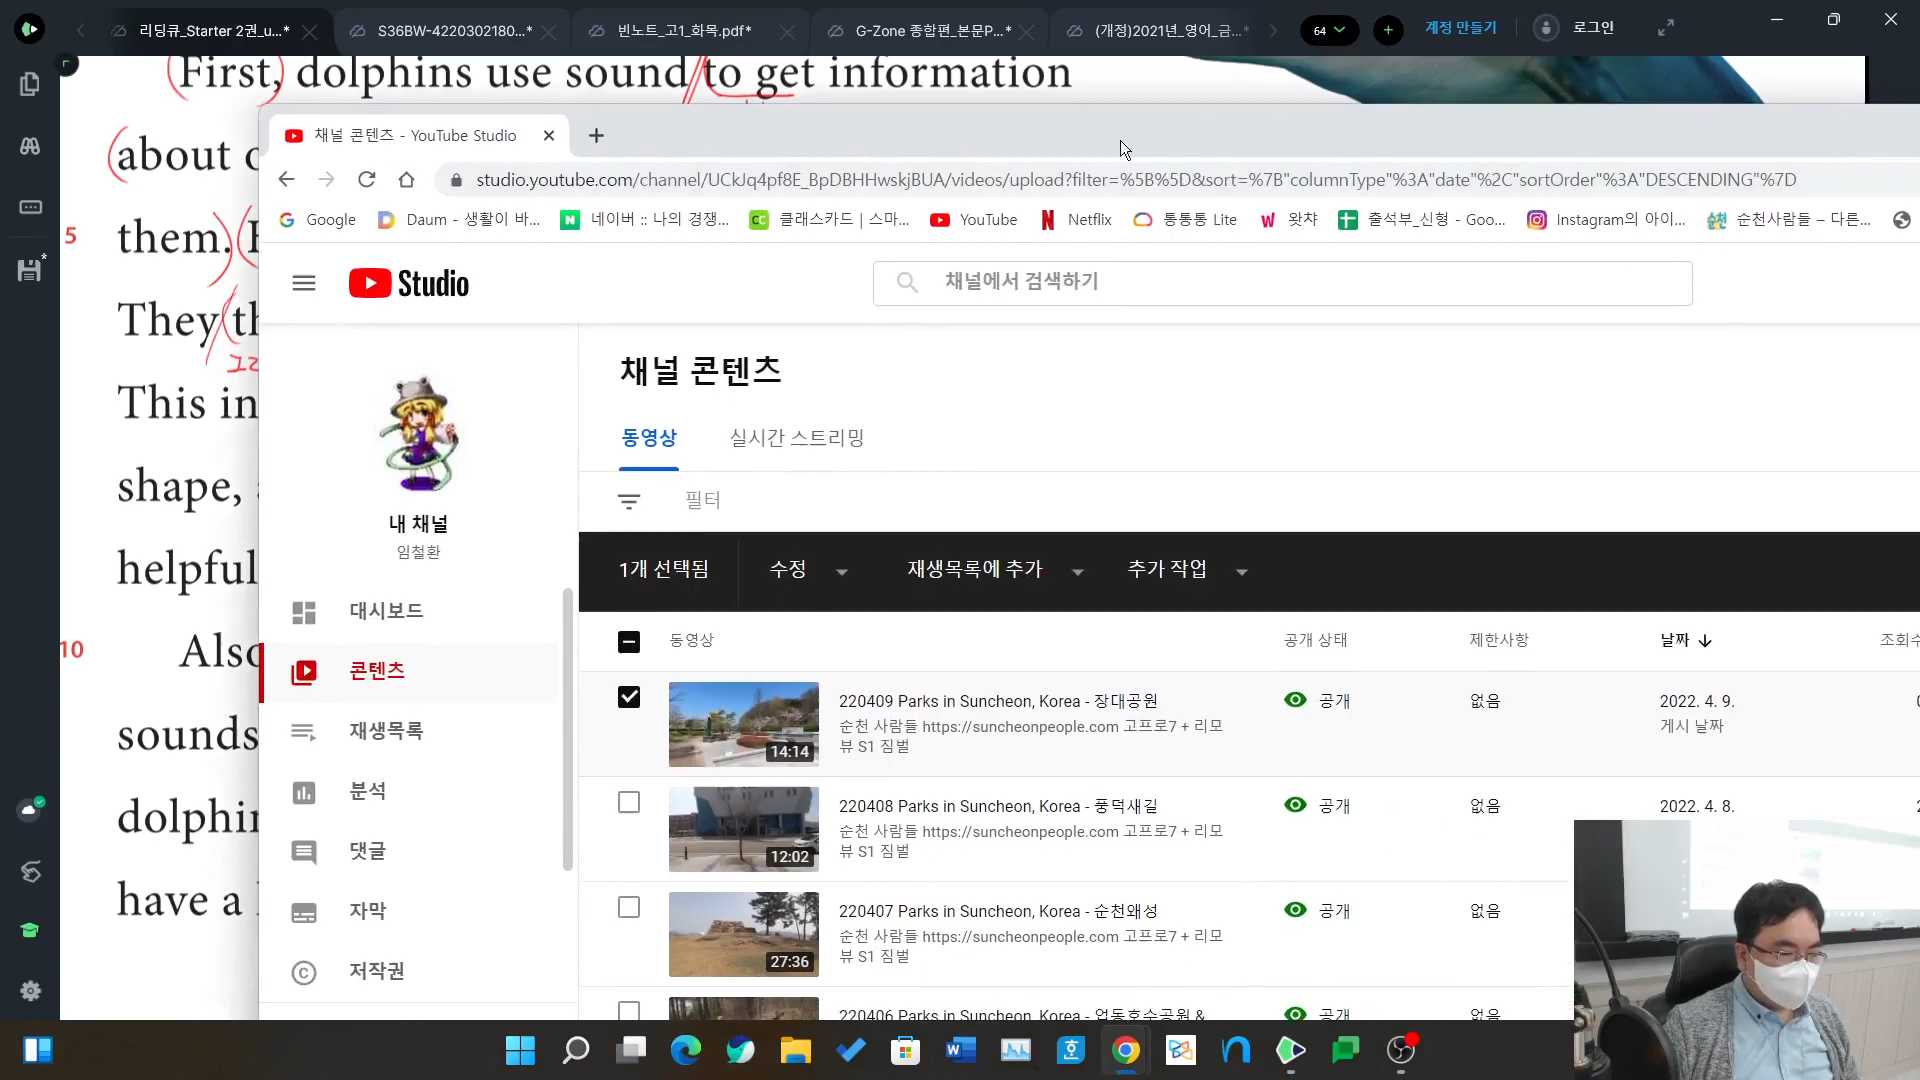 리딩큐_Starter 2권_u...*
S36BW-4220302180...*
빈노트_고1_화목.pdf*
G-Zone 종합편_본문P...*
(개정)2021년_영어_금...*
64
계정 만들기
로그인
First, dolphins use sound to get information
about
them.
They
This in
shape,
helpful
Also
sounds
dolphin
have a
5
10
채널 콘텐츠 - YouTube Studio
studio.youtube.com/channel/UCkJq4pf8E_BpDBHHwskjBUA/videos/upload?filter=%5B%5D&sort=%7B"columnType"%3A"date"%2C"sortOrder"%3A"DESCENDING"%7D
Google
Daum - 생활이 바...
네이버 :: 나의 경쟁...
클래스카드 | 스마...
YouTube
Netflix
통통통 Lite
왓챠
출석부_신형 - Goo...
Instagram의 아이...
순천사람들 – 다른...
Studio
채널에서 검색하기
내 채널
임철환
대시보드
콘텐츠
재생목록
분석
댓글
자막
저작권
채널 콘텐츠
동영상 실시간 스트리밍
필터
1개 선택됨 수정 재생목록에 추가 추가 작업
동영상 공개 상태 제한사항 날짜 조회수
14:14
220409 Parks in Suncheon, Korea - 장대공원 공개 없음 2022. 4. 9.
순천 사람들 https://suncheonpeople.com 고프로7 + 리모 게시 날짜
뷰 S1 짐벌
12:02
220408 Parks in Suncheon, Korea - 풍덕새길 공개 없음 2022. 4. 8.
순천 사람들 https://suncheonpeople.com 고프로7 + 리모
뷰 S1 짐벌
27:36
220407 Parks in Suncheon, Korea - 순천왜성 공개 없음
순천 사람들 https://suncheonpeople.com 고프로7 + 리모
뷰 S1 짐벌
220406 Parks in Suncheon, Korea - 업동호수공원 & 공개 없음